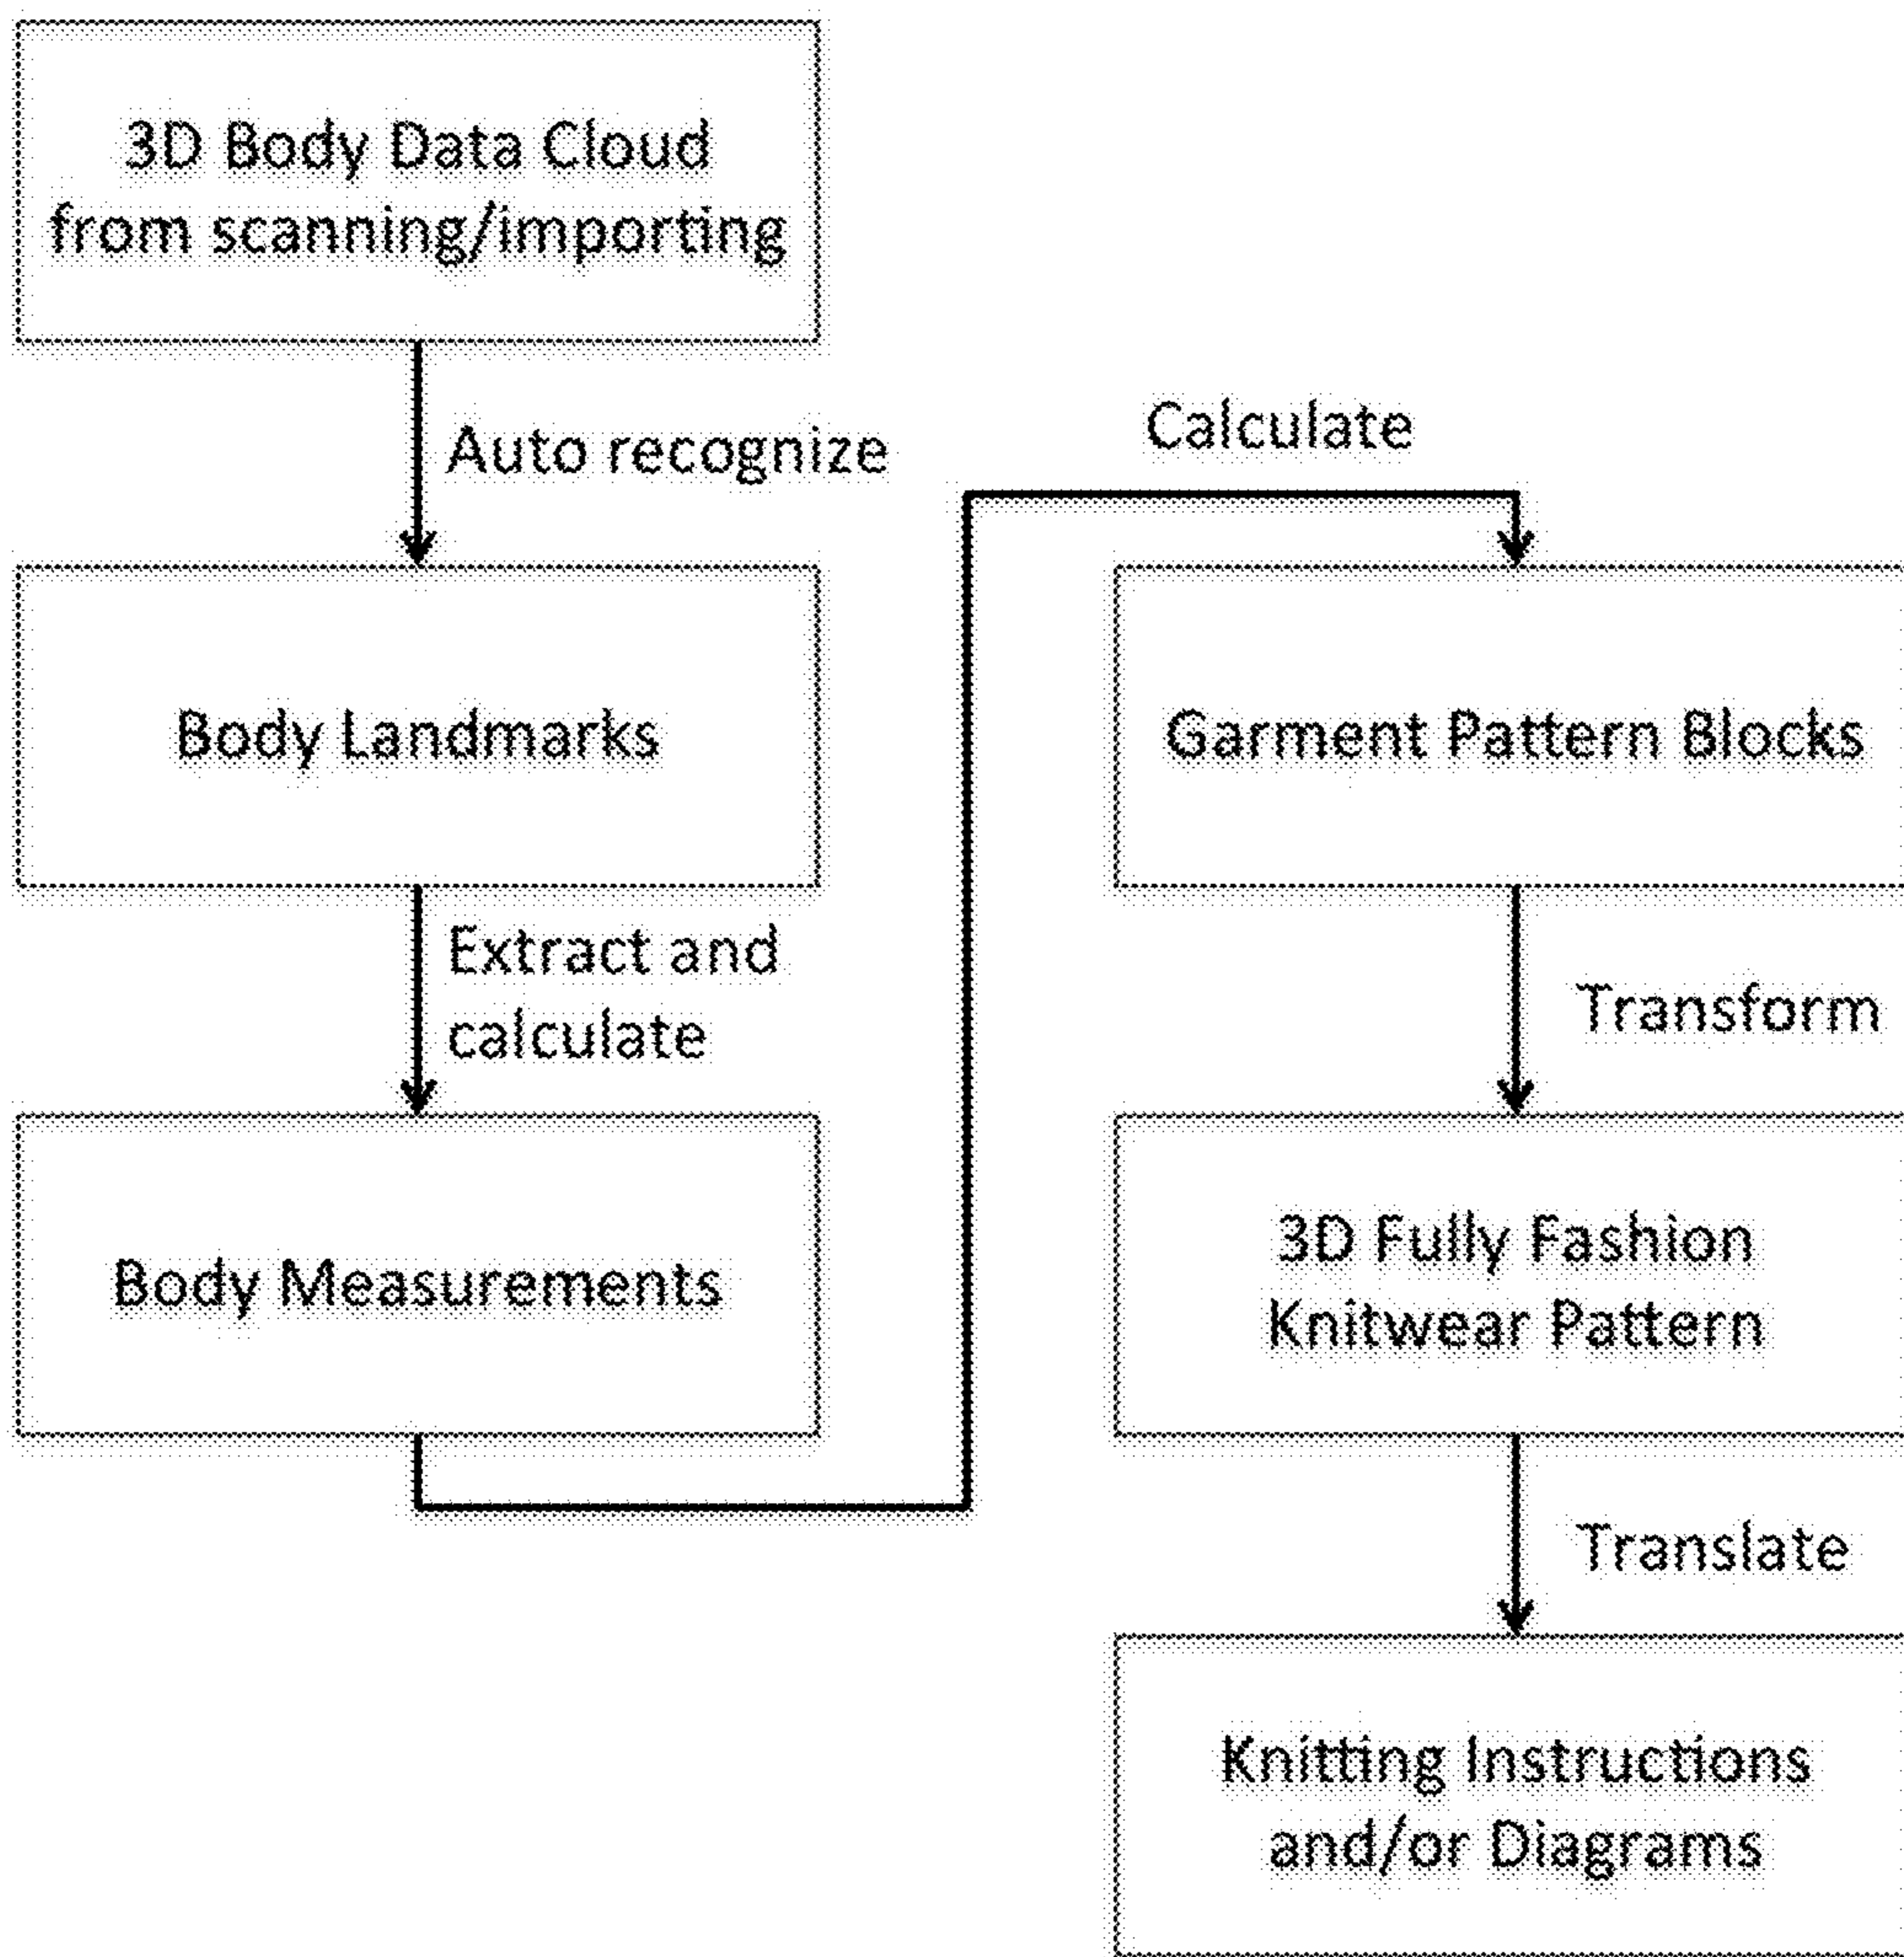 3D Body Data Cloud
from scanning/importing
Auto recognize
Body Landmarks
Extract and
calculate
Body Measurements
Calculate
Garment Pattern Blocks
Transform
3D Fully Fashion
Knitwear Pattern
Translate
Knitting Instructions
and/or Diagrams